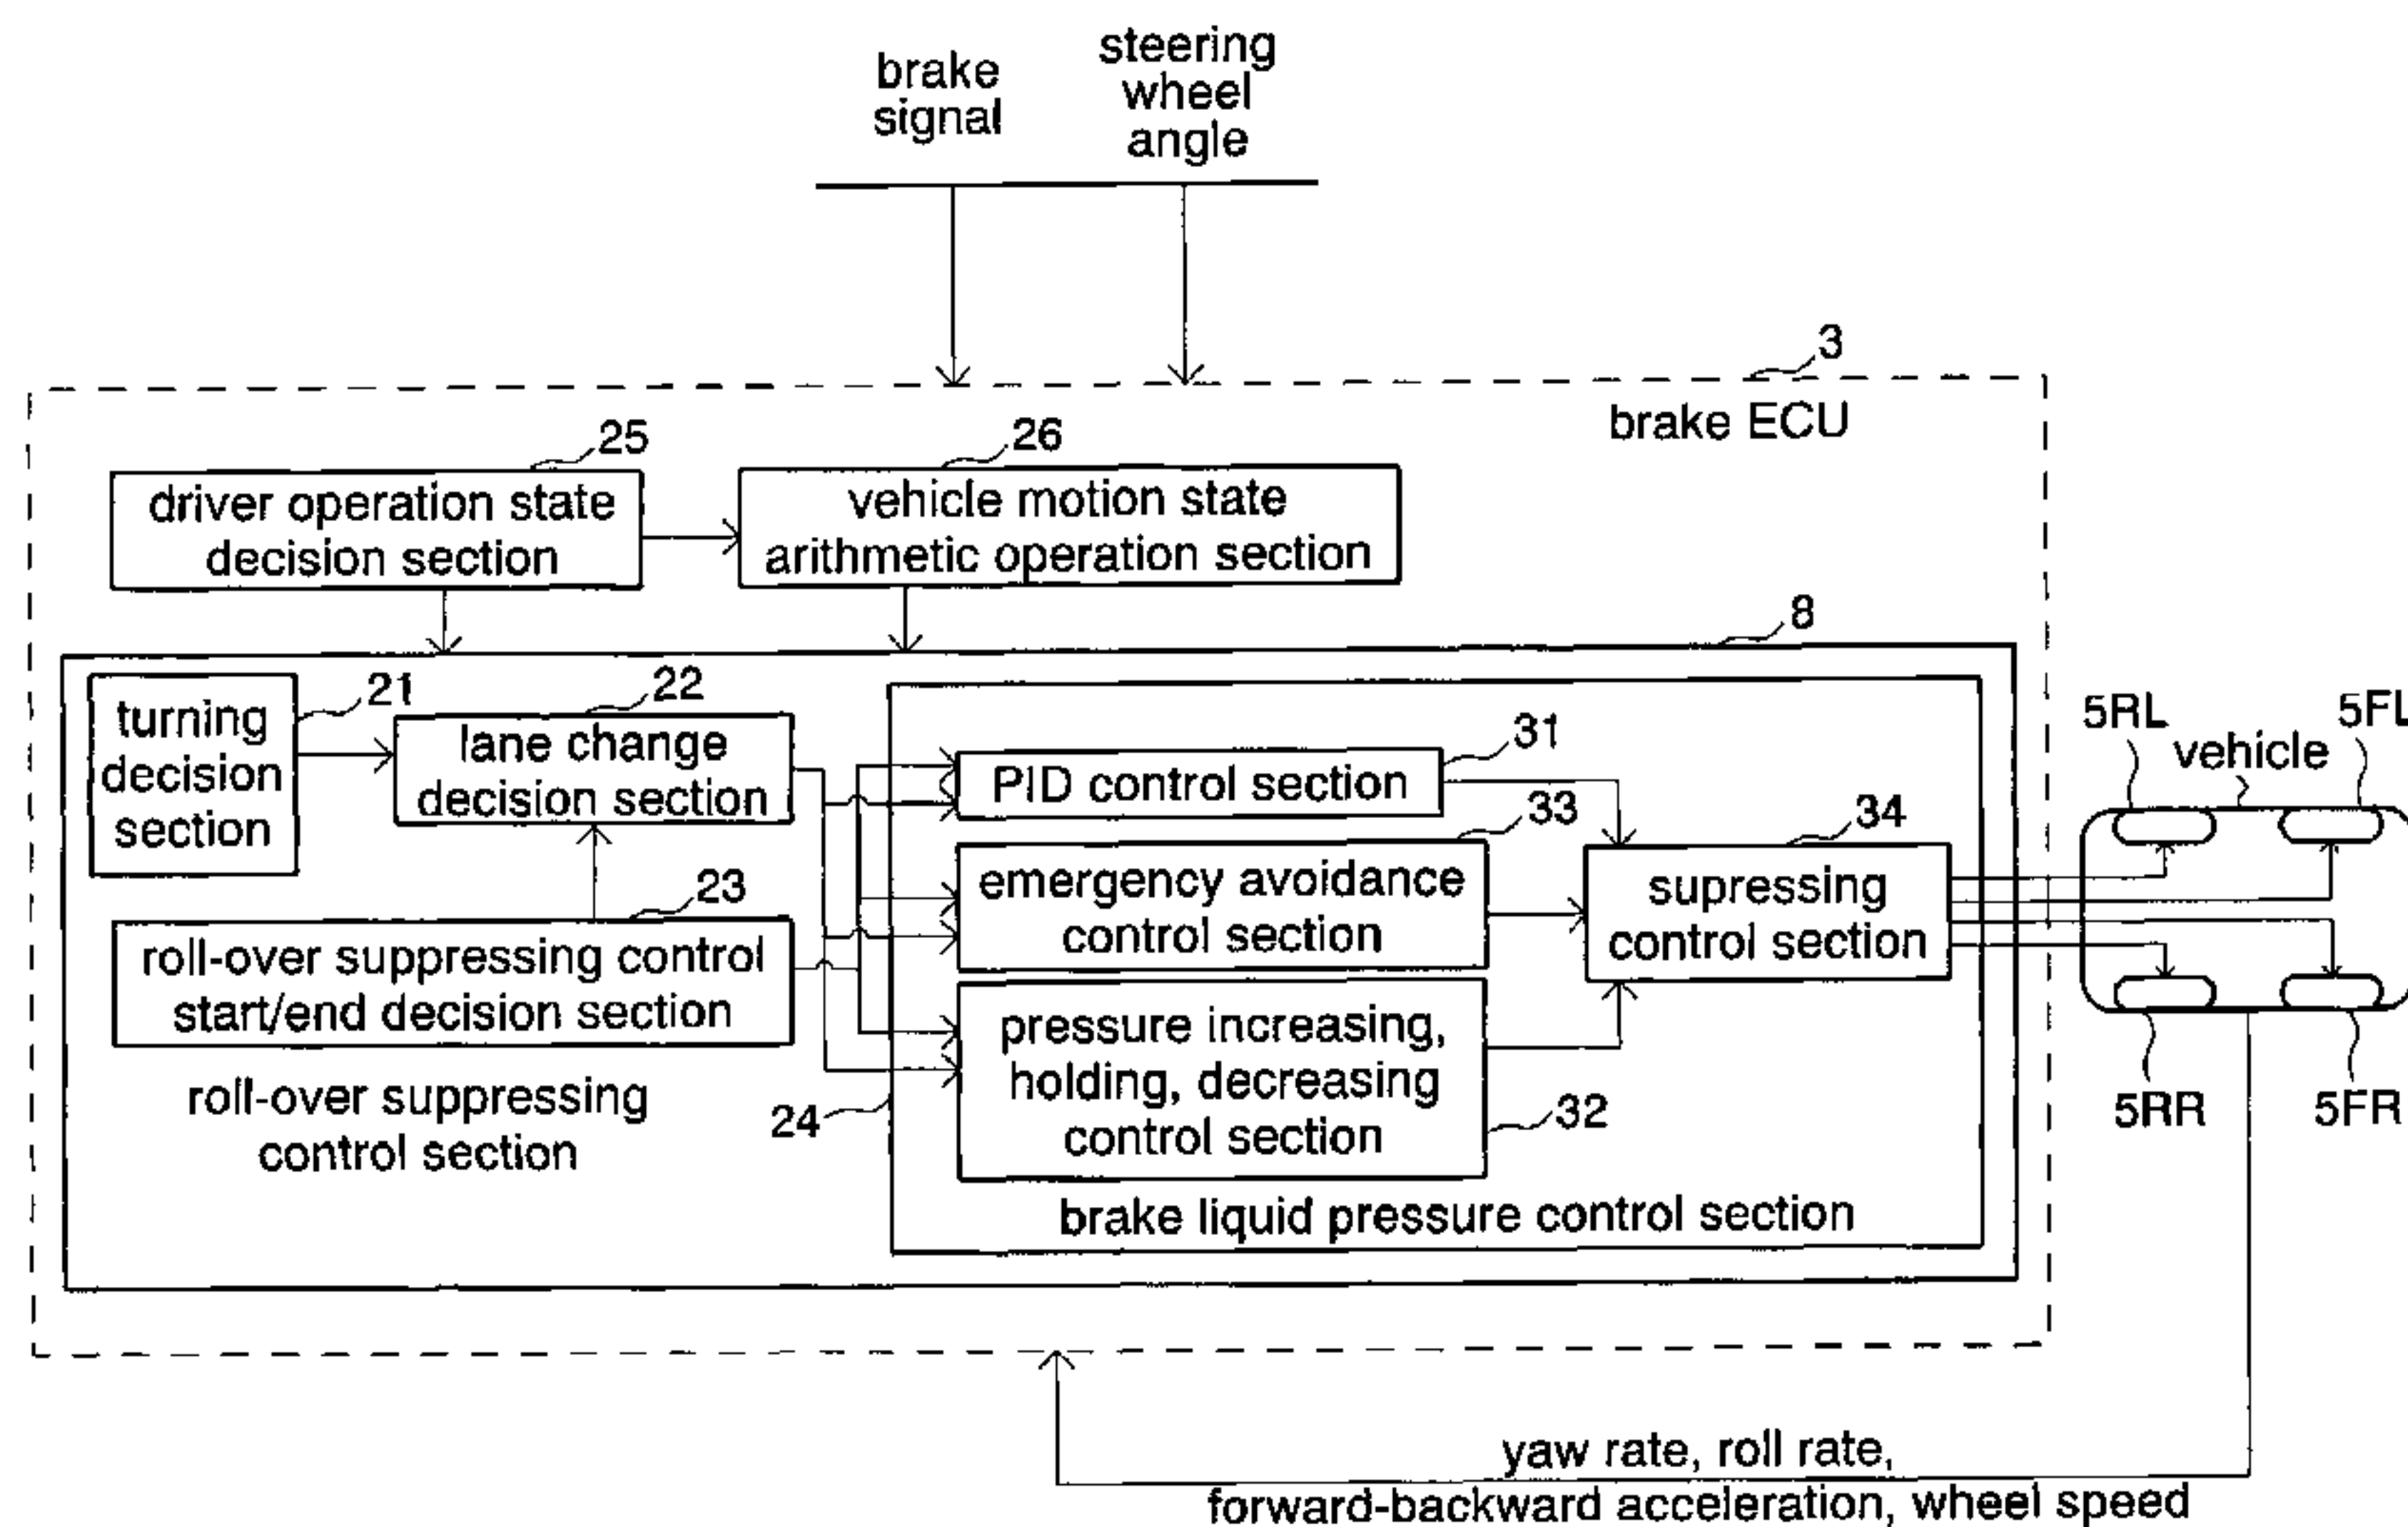 brake
signal
steering
wheel
angle
3
brake ECU
25
driver operation state
decision section
26
vehicle motion state
arithmetic operation section
8
turning
decision
section
21
22
lane change
decision section
23
roll-over suppressing control
start/end decision section
roll-over suppressing
control section
24
31
PID control section
33
emergency avoidance
control section
pressure increasing,
holding, decreasing
control section
32
34
supressing
control section
brake liquid pressure control section
5RL
vehicle
5FL
5RR
5FR
yaw rate, roll rate,
forward-backward acceleration, wheel speed